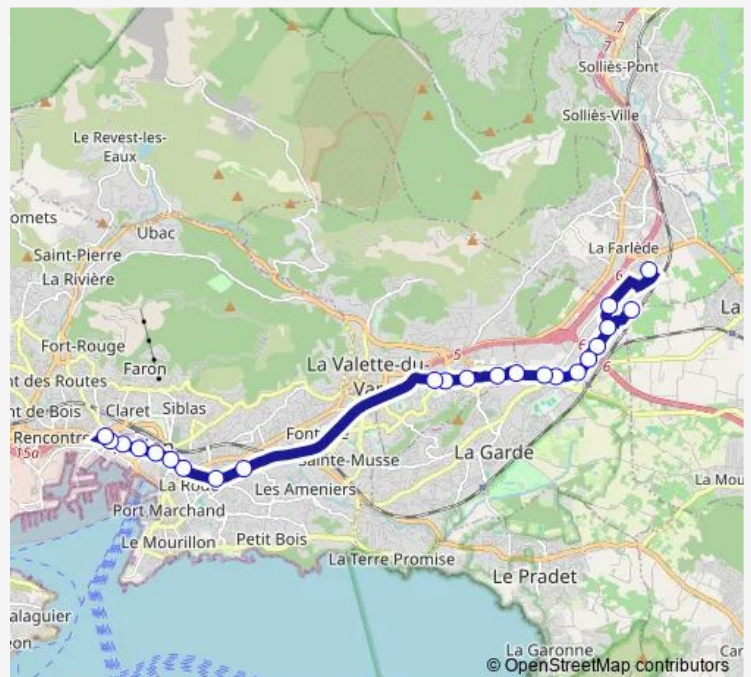 7
Solliès-Pont
7
Solliès-Ville
Le Revest-les-
Eaux
omets
Ubac
Saint-Pierre
La Rivière
La Farlède
6
La
Fort-Rouge
Faron
La Valette-du-
Var
5
6
nt des Routes
nt de Bois
Claret
Siblas
Rencontre
15a
Font
Sainte-Musse
La Garde
La Rode
Les Ameniers
La Mou
Port Marchand
Le Mourillon
Petit Bois
La Terre Promise
Le Pradet
alaguier
eon
La Garonne
Car
© OpenStreetMap contributors